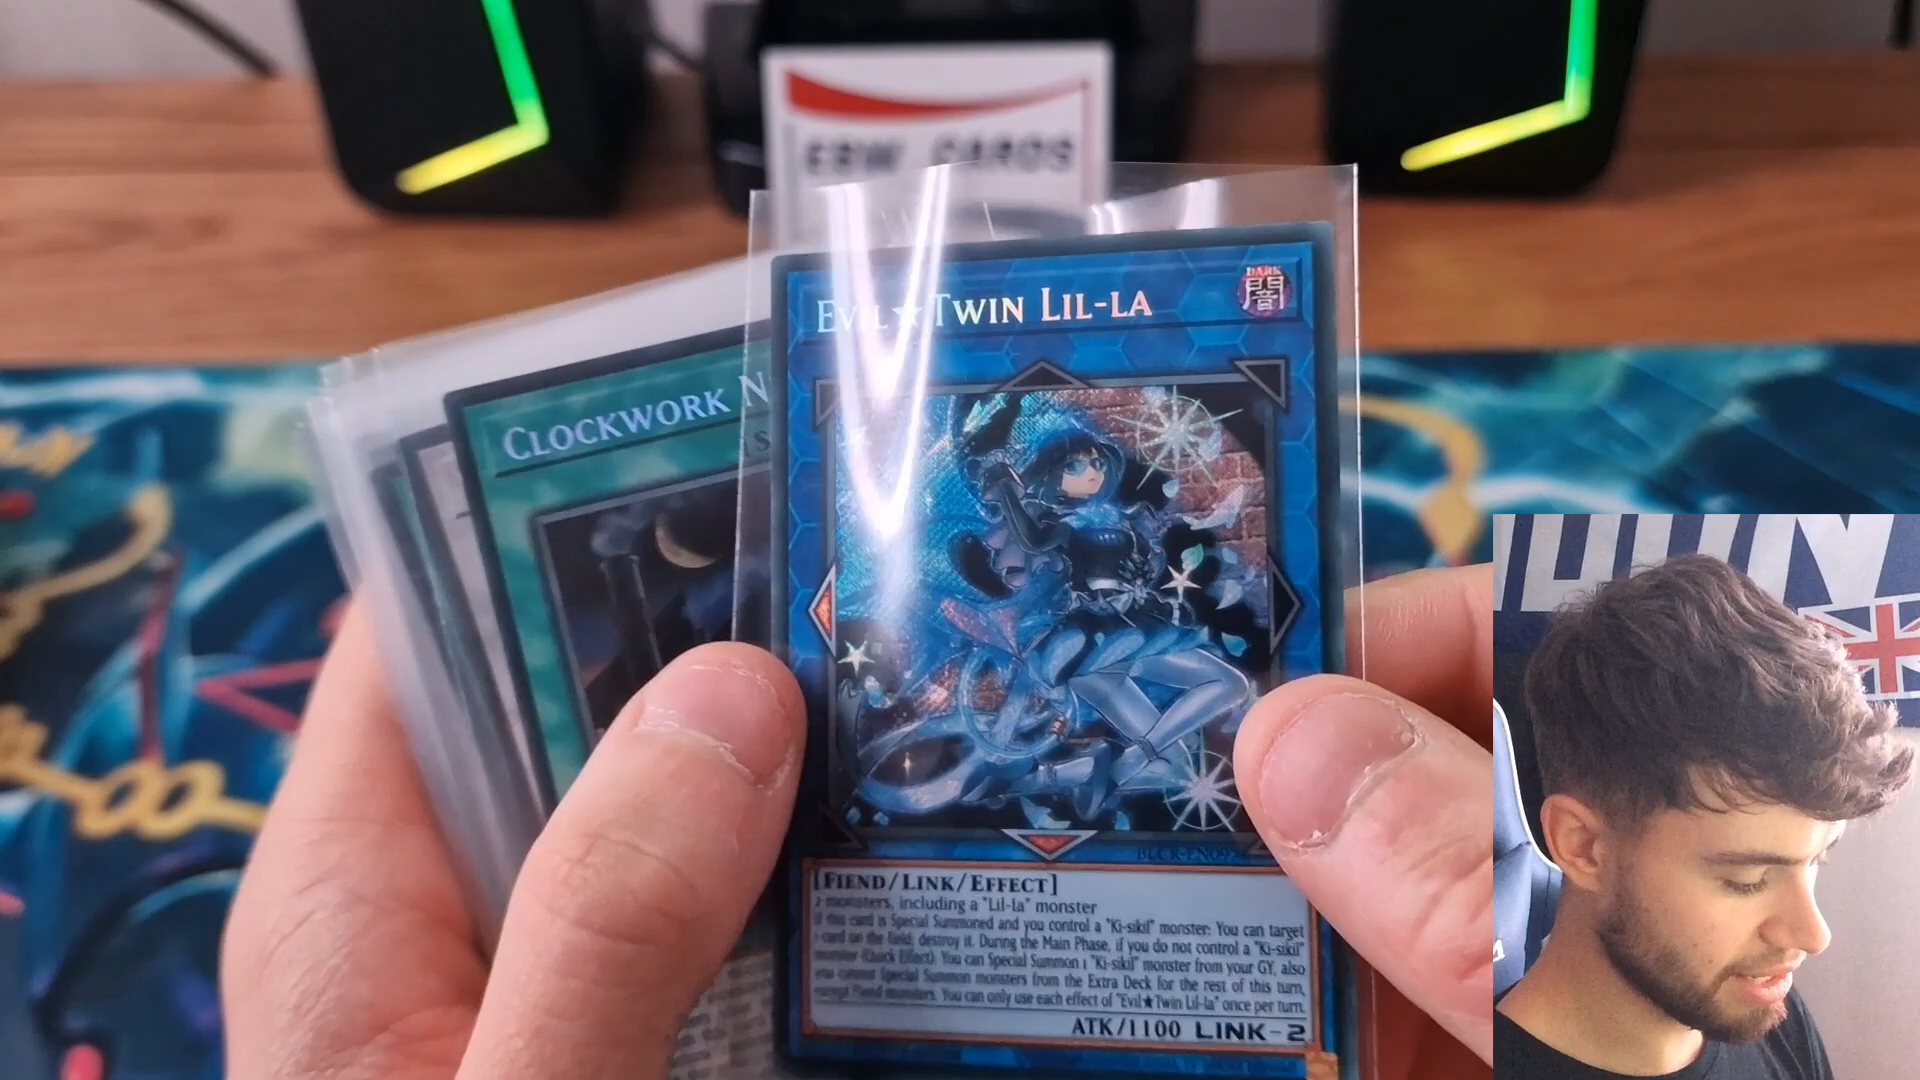 EBW CARDS
EVIL★TWIN LIL-LA
DARK
闇
CLOCKWORK N
[FIEND/LINK/EFFECT]
2 monsters, including a "Lil-la" monster
If this card is Special Summoned and you control a "Ki-sikil" monster: You can target
1 card on the field; destroy it. During the Main Phase, if you do not control a "Ki-sikil"
monster (Quick Effect): You can Special Summon 1 "Ki-sikil" monster from your GY, also
you cannot Special Summon monsters from the Extra Deck for the rest of this turn,
except Fiend monsters. You can only use each effect of "Evil★Twin Lil-la" once per turn.
ATK/1100 LINK-2